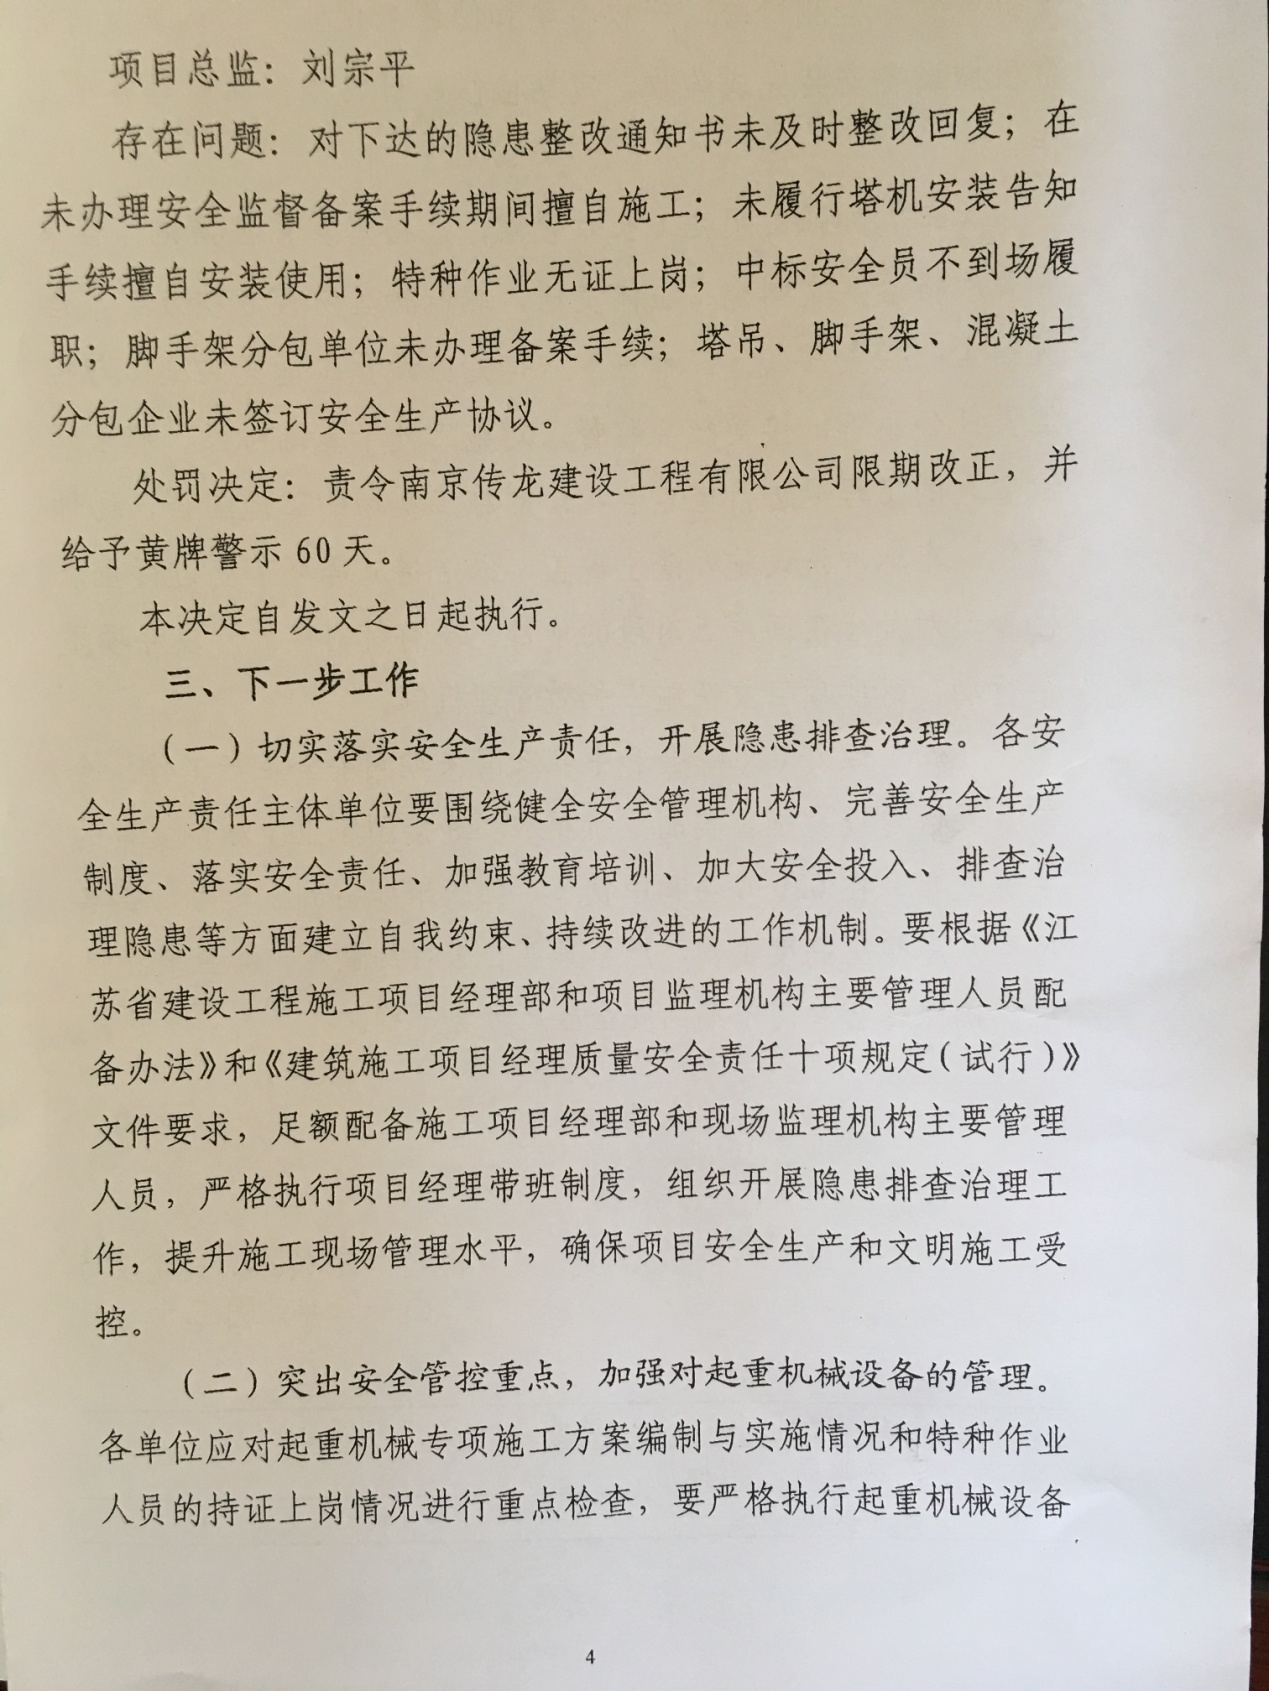 项目总监：刘宗平
存在问题：对下达的隐患整改通知书未及时整改回复；在
未办理安全监督备案手续期间擅自施工；未履行塔机安装告知
手续擅自安装使用；特种作业无证上岗；中标安全员不到场履
职；脚手架分包单位未办理备案手续；塔吊、脚手架、混凝土
分包企业未签订安全生产协议。
处罚决定：责令南京传龙建设工程有限公司限期改正，并
给予黄牌警示 60 天。
本决定自发文之日起执行。
三、下一步工作
（一）切实落实安全生产责任，开展隐患排查治理。各安
全生产责任主体单位要围绕健全安全管理机构、完善安全生产
制度、落实安全责任、加强教育培训、加大安全投入、排查治
理隐患等方面建立自我约束、持续改进的工作机制。要根据《江
苏省建设工程施工项目经理部和项目监理机构主要管理人员配
备办法》和《建筑施工项目经理质量安全责任十项规定（试行）》
文件要求，足额配备施工项目经理部和现场监理机构主要管理
人员，严格执行项目经理带班制度，组织开展隐患排查治理工
作，提升施工现场管理水平，确保项目安全生产和文明施工受
控。
（二）突出安全管控重点，加强对起重机械设备的管理。
各单位应对起重机械专项施工方案编制与实施情况和特种作业
人员的持证上岗情况进行重点检查，要严格执行起重机械设备
4